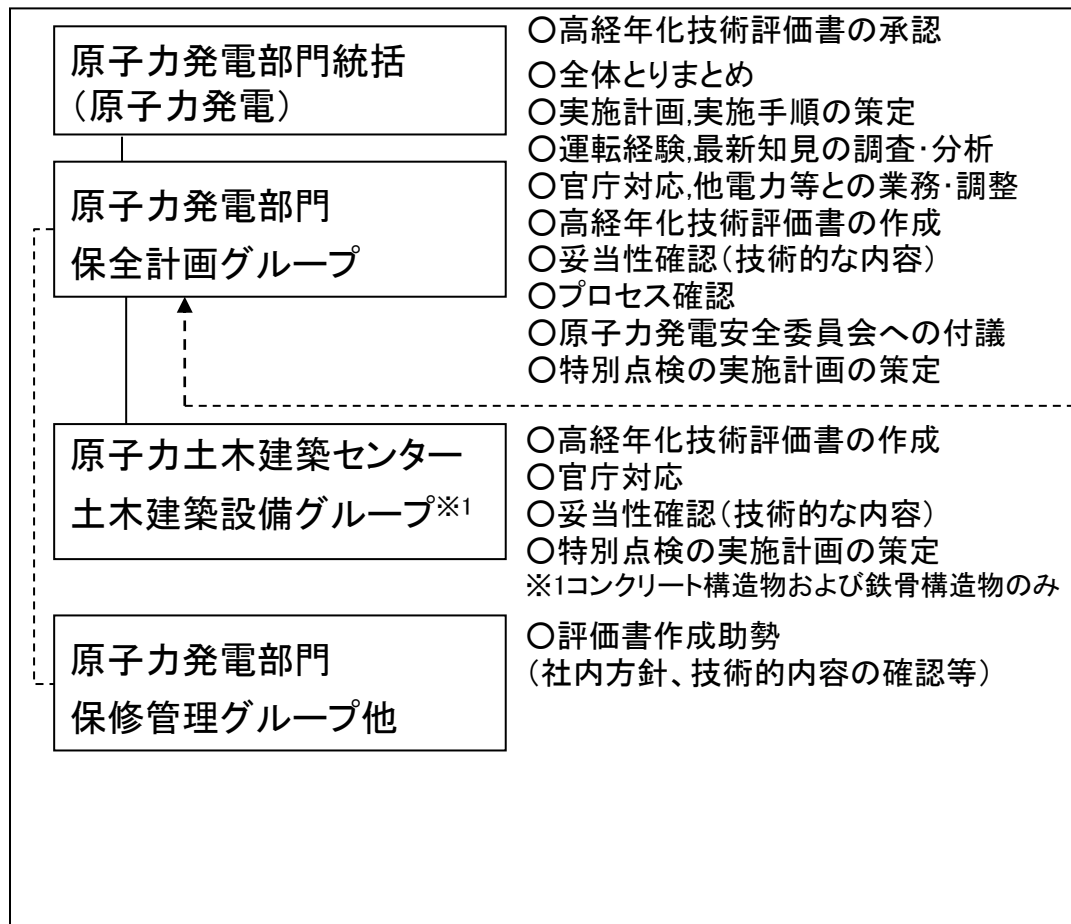 原子力発電部門統括
（原子力発電）
○高経年化技術評価書の承認
原子力発電部門
保全計画グループ
○全体とりまとめ
○実施計画,実施手順の策定
○運転経験,最新知見の調査･分析
○官庁対応,他電力等との業務･調整
○高経年化技術評価書の作成
○妥当性確認（技術的な内容）
○プロセス確認
○原子力発電安全委員会への付議
○特別点検の実施計画の策定
原子力土木建築センター
土木建築設備グループ※1
○高経年化技術評価書の作成
○官庁対応
○妥当性確認（技術的な内容）
○特別点検の実施計画の策定
※1コンクリート構造物および鉄骨構造物のみ
原子力発電部門
保修管理グループ他
○評価書作成助勢
（社内方針、技術的内容の確認等）